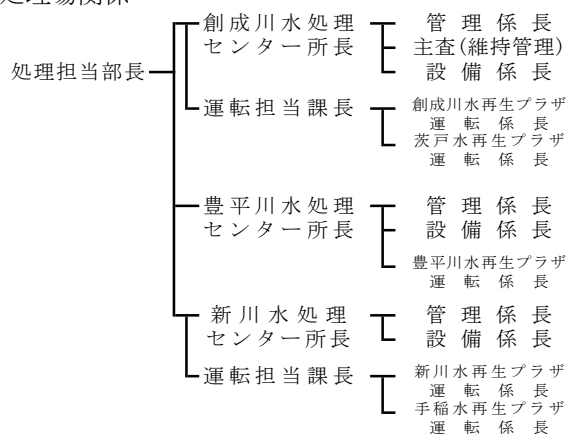 処理場関係
創成川水処理
センター所長
管理係長
主査(維持管理)
設備係長
処理担当部長
運転担当課長
創成川水再生プラザ
運転係長
茨戸水再生プラザ
運転係長
豊平川水処理
センター所長
管理係長
設備係長
豊平川水再生プラザ
運転係長
新川水処理
センター所長
管理係長
設備係長
運転担当課長
新川水再生プラザ
運転係長
手稲水再生プラザ
運転係長